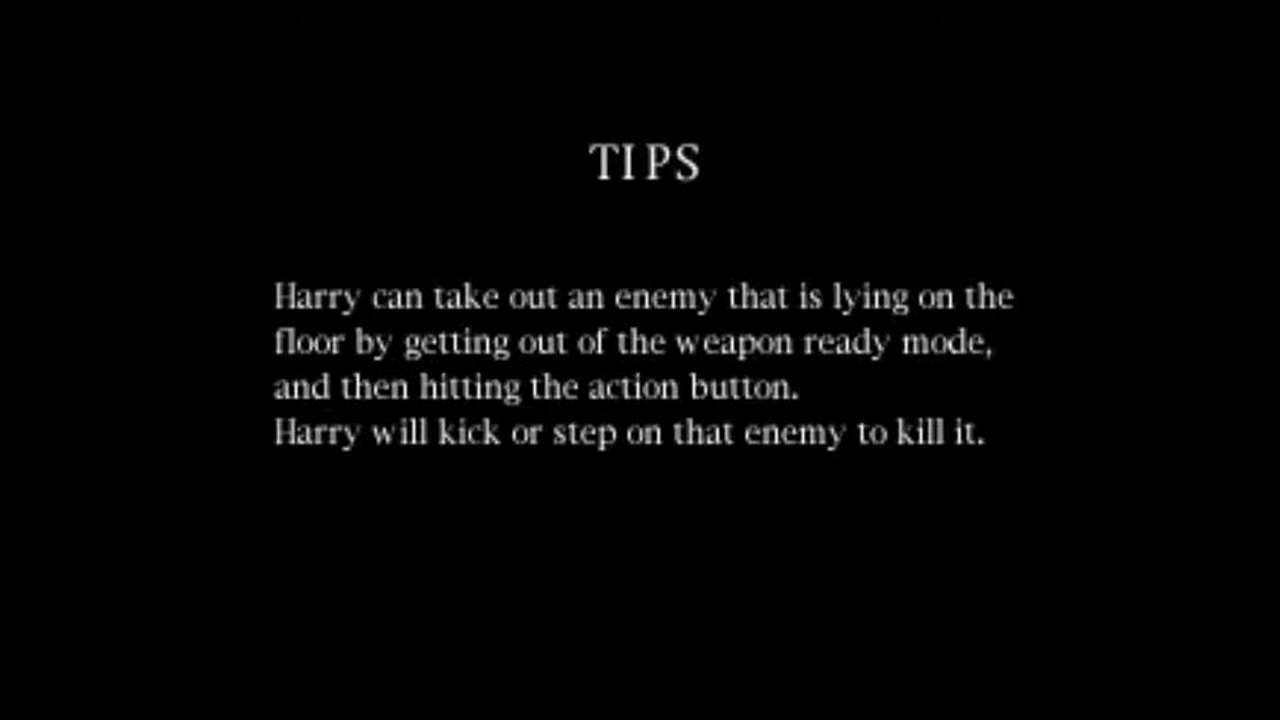 TIPS
Harry can take out an enemy that is lying on the
floor by getting out of the weapon ready mode,
and then hitting the action button.
Harry will kick or step on that enemy to kill it.